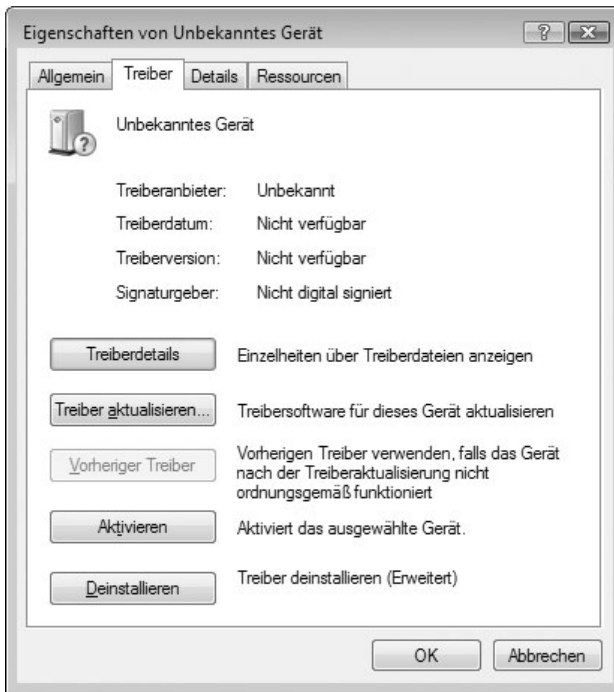 Eigenschaften von Unbekanntes Gerät
Allgemein Treiber Details Ressourcen
Unbekanntes Gerät
Treiberanbieter: Unbekannt
Treiberdatum: Nicht verfügbar
Treiberversion: Nicht verfügbar
Signaturgeber: Nicht digital signiert
Treiberdetails Einzelheiten über Treiberdateien anzeigen
Treiber aktualisieren... Treibersoftware für dieses Gerät aktualisieren
Vorheriger Treiber Vorherigen Treiber verwenden, falls das Gerät
nach der Treiberaktualisierung nicht
ordnungsgemäß funktioniert
Aktivieren Aktiviert das ausgewählte Gerät.
Deinstallieren Treiber deinstallieren (Erweitert)
OK Abbrechen